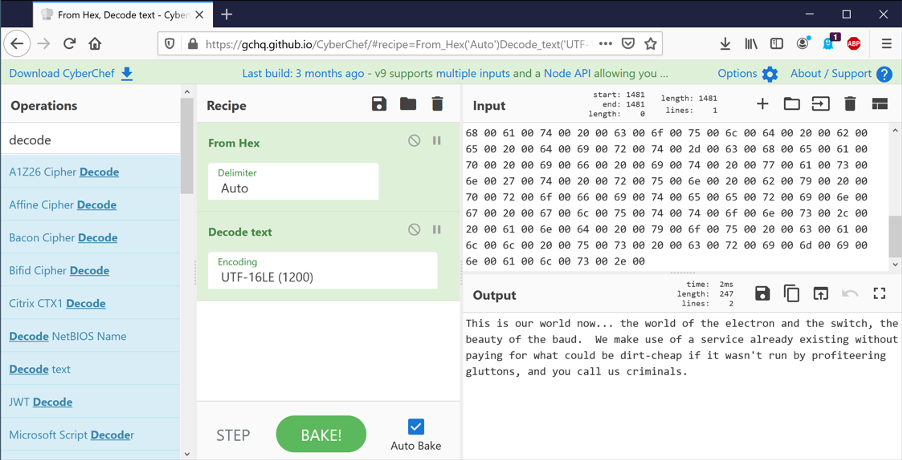 From Hex, Decode text - Cyber
https://gchq.github.io/CyberChef/#recipe=From_Hex('Auto')Decode_text('UTF-
1
ABP
Download CyberChef
Last build: 3 months ago - v9 supports multiple inputs and a Node API allowing you ...
Options
About / Support
Operations
decode
A1Z26 Cipher Decode
Affine Cipher Decode
Bacon Cipher Decode
Bifid Cipher Decode
Citrix CTX1 Decode
Decode NetBIOS Name
Decode text
JWT Decode
Microsoft Script Decoder
Recipe
From Hex
Delimiter
Auto
Decode text
Encoding
UTF-16LE (1200)
STEP
BAKE!
Auto Bake
Input
start: 1481
end: 1481
length: 0
length: 1481
lines: 1
68 00 61 00 74 00 20 00 63 00 6f 00 75 00 6c 00 64 00 20 00 62 00
65 00 20 00 64 00 69 00 72 00 74 00 2d 00 63 00 68 00 65 00 61 00
70 00 20 00 69 00 66 00 20 00 69 00 74 00 20 00 77 00 61 00 73 00
6e 00 27 00 74 00 20 00 72 00 75 00 6e 00 20 00 62 00 79 00 20 00
70 00 72 00 6f 00 66 00 69 00 74 00 65 00 65 00 72 00 69 00 6e 00
67 00 20 00 67 00 6c 00 75 00 74 00 74 00 6f 00 6e 00 73 00 2c 00
20 00 61 00 6e 00 64 00 20 00 79 00 6f 00 75 00 20 00 63 00 61 00
6c 00 6c 00 20 00 75 00 73 00 20 00 63 00 72 00 69 00 6d 00 69 00
6e 00 61 00 6c 00 73 00 2e 00
Output
time: 2ms
length: 247
lines: 2
This is our world now... the world of the electron and the switch, the
beauty of the baud.  We make use of a service already existing without
paying for what could be dirt-cheap if it wasn't run by profiteering
gluttons, and you call us criminals.